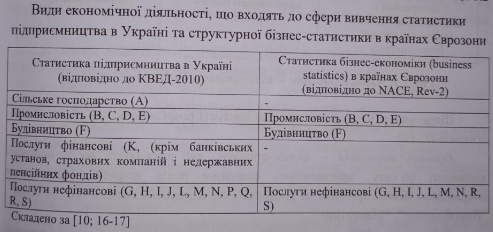 Види економічної діяльності, що входять до сфери вивчення статистики
підприємництва в Україні та структурної бізнес-статистики в країнах Єврозони
Статистика підприємництва в Україні
(відповідно до КВЕД-2010)
Статистика бізнес-економіки (business
statistics) в країнах Єврозони
(відповідно до NACE, Rev-2)
Сільське господарство (А)
-
Промисловість (B, C, D, E)
Промисловість (B, C, D, E)
Будівництво (F)
Будівництво (F)
Послуги фінансові (K, (крім банківських
установ, страхових компаній і недержавних
пенсійних фондів)
-
Послуги нефінансові (G, H, I, J, L, M, N, P, Q,
R, S)
Послуги нефінансові (G, H, I, J, L, M, N, R,
S)
Складено за [10; 16-17]